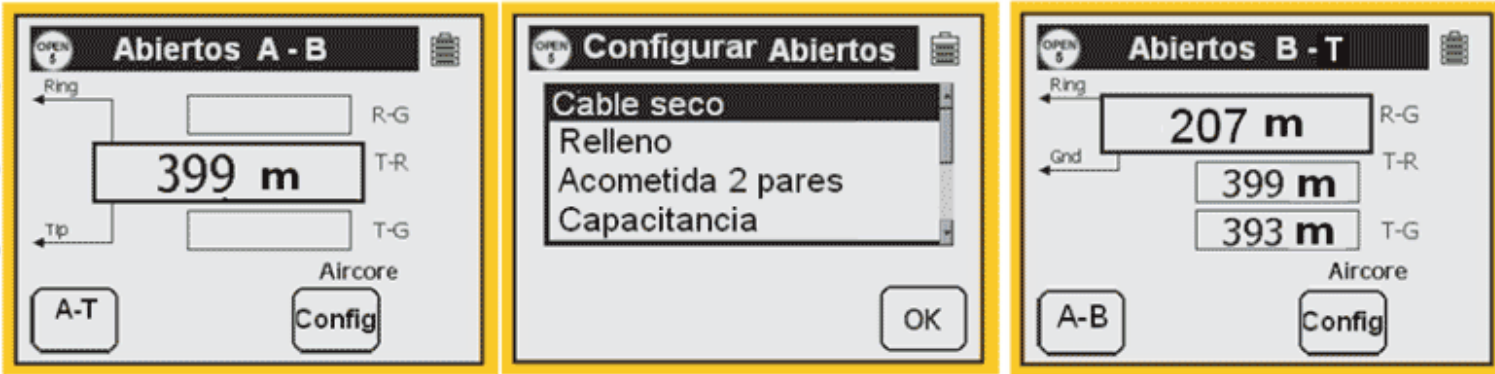 OPEN 5 Abiertos A - B
Ring
R-G
399 m T-R
Tip
T-G
Aircore
A-T Config
OPEN 5 Configurar Abiertos
Cable seco
Relleno
Acometida 2 pares
Capacitancia
OK
OPEN 5 Abiertos B - T
Ring
207 m R-G
Gnd
T-R
399 m
393 m T-G
Aircore
A-B Config